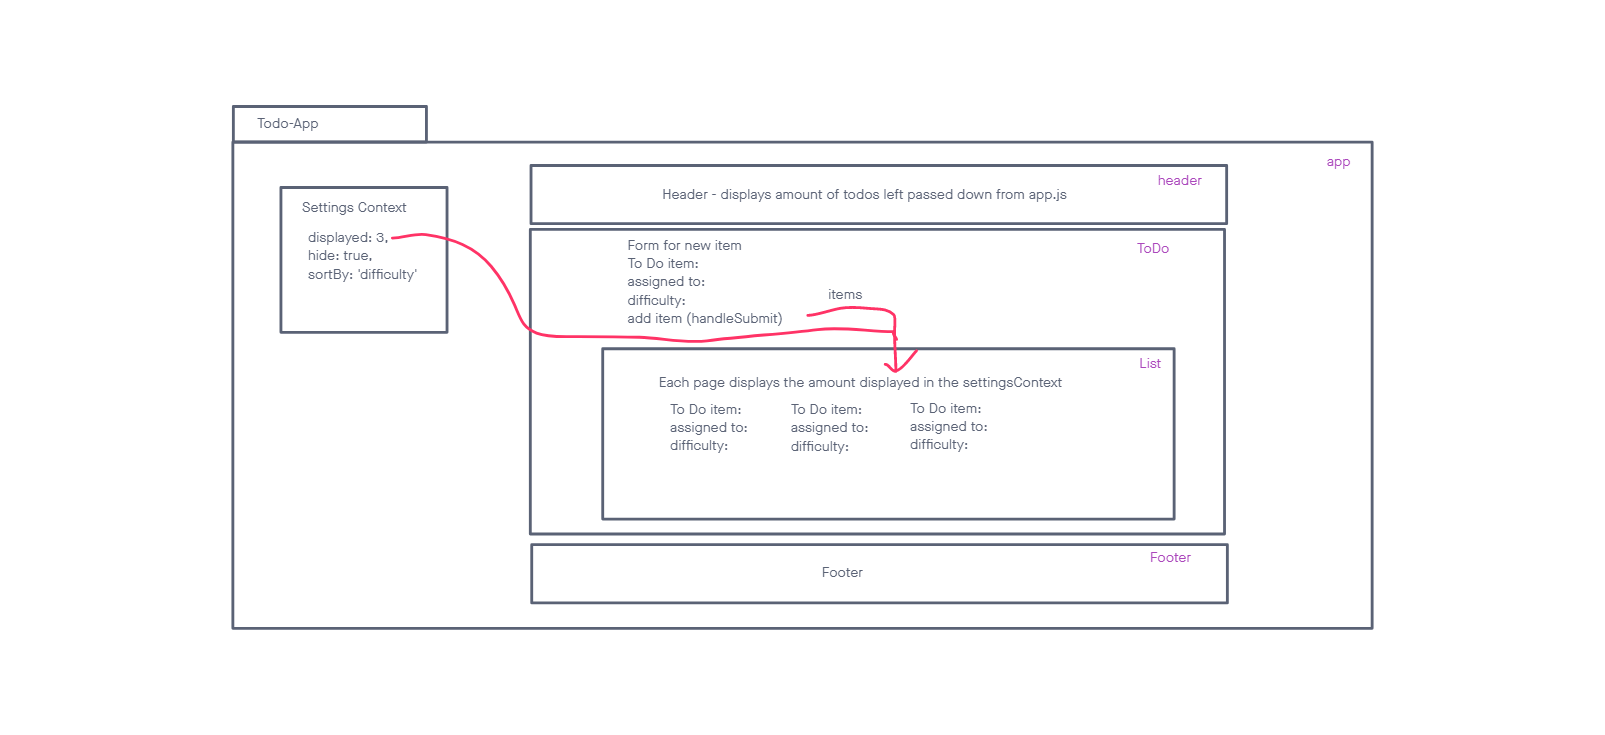 Todo-App
app
Settings Context
displayed: 3,
hide: true,
sortBy: 'difficulty'
header
Header - displays amount of todos left passed down from app.js
ToDo
Form for new item
To Do item:
assigned to:
difficulty:
add item (handleSubmit)
items
List
Each page displays the amount displayed in the settingsContext
To Do item:
assigned to:
difficulty:
To Do item:
assigned to:
difficulty:
To Do item:
assigned to:
difficulty:
Footer
Footer